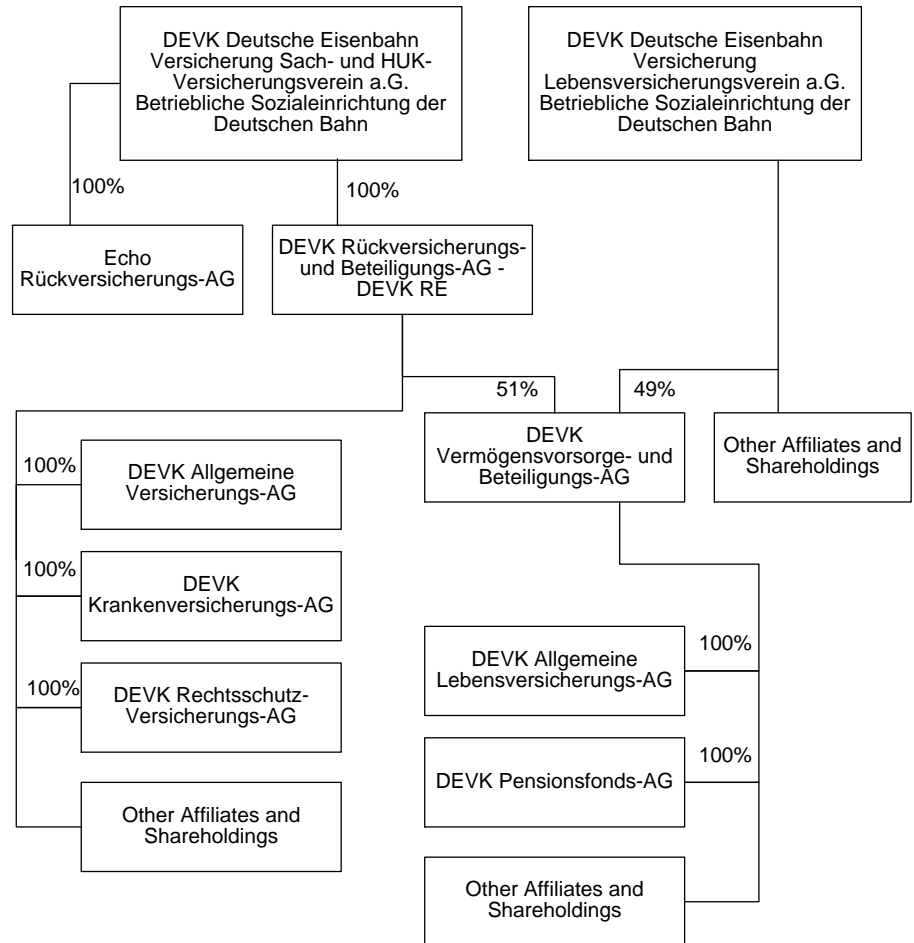 DEVK Deutsche Eisenbahn
Versicherung Sach- und HUK-
Versicherungsverein a.G.
Betriebliche Sozialeinrichtung der
Deutschen Bahn
DEVK Deutsche Eisenbahn
Versicherung
Lebensversicherungsverein a.G.
Betriebliche Sozialeinrichtung der
Deutschen Bahn
100%
100%
Echo
Rückversicherungs-AG
DEVK Rückversicherungs-
und Beteiligungs-AG -
DEVK RE
51%
49%
DEVK
Vermögensvorsorge- und
Beteiligungs-AG
Other Affiliates and
Shareholdings
100%
DEVK Allgemeine
Versicherungs-AG
100%
DEVK
Krankenversicherungs-AG
100%
DEVK Rechtsschutz-
Versicherungs-AG
Other Affiliates and
Shareholdings
DEVK Allgemeine
Lebensversicherungs-AG
100%
DEVK Pensionsfonds-AG
100%
Other Affiliates and
Shareholdings